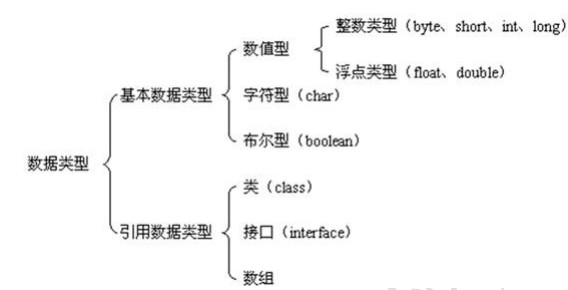 整数类型（byte、short、int、long）
数值型
浮点类型（float、double）
基本数据类型
字符型（char）
布尔型（boolean）
数据类型
类（class）
引用数据类型
接口（interface）
数组